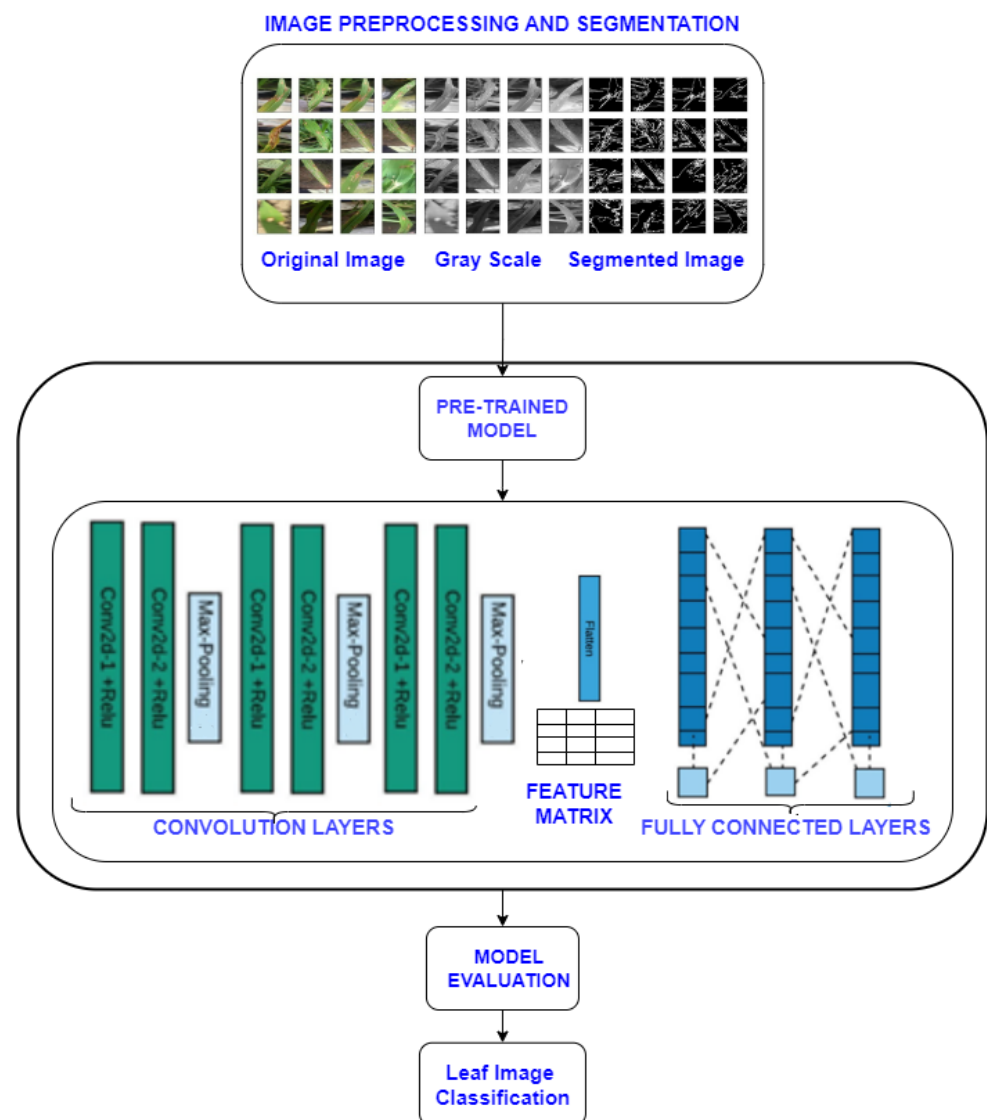 IMAGE PREPROCESSING AND SEGMENTATION
Original Image
Gray Scale
Segmented Image
PRE-TRAINED
MODEL
Conv2d-1 +Relu
Conv2d-2 +Relu
Max-Pooling
Conv2d-1 +Relu
Conv2d-2 +Relu
Max-Pooling
Conv2d-1 +Relu
Conv2d-2 +Relu
Max-Pooling
Flatten
FEATURE
MATRIX
CONVOLUTION LAYERS
FULLY CONNECTED LAYERS
MODEL
EVALUATION
Leaf Image
Classification